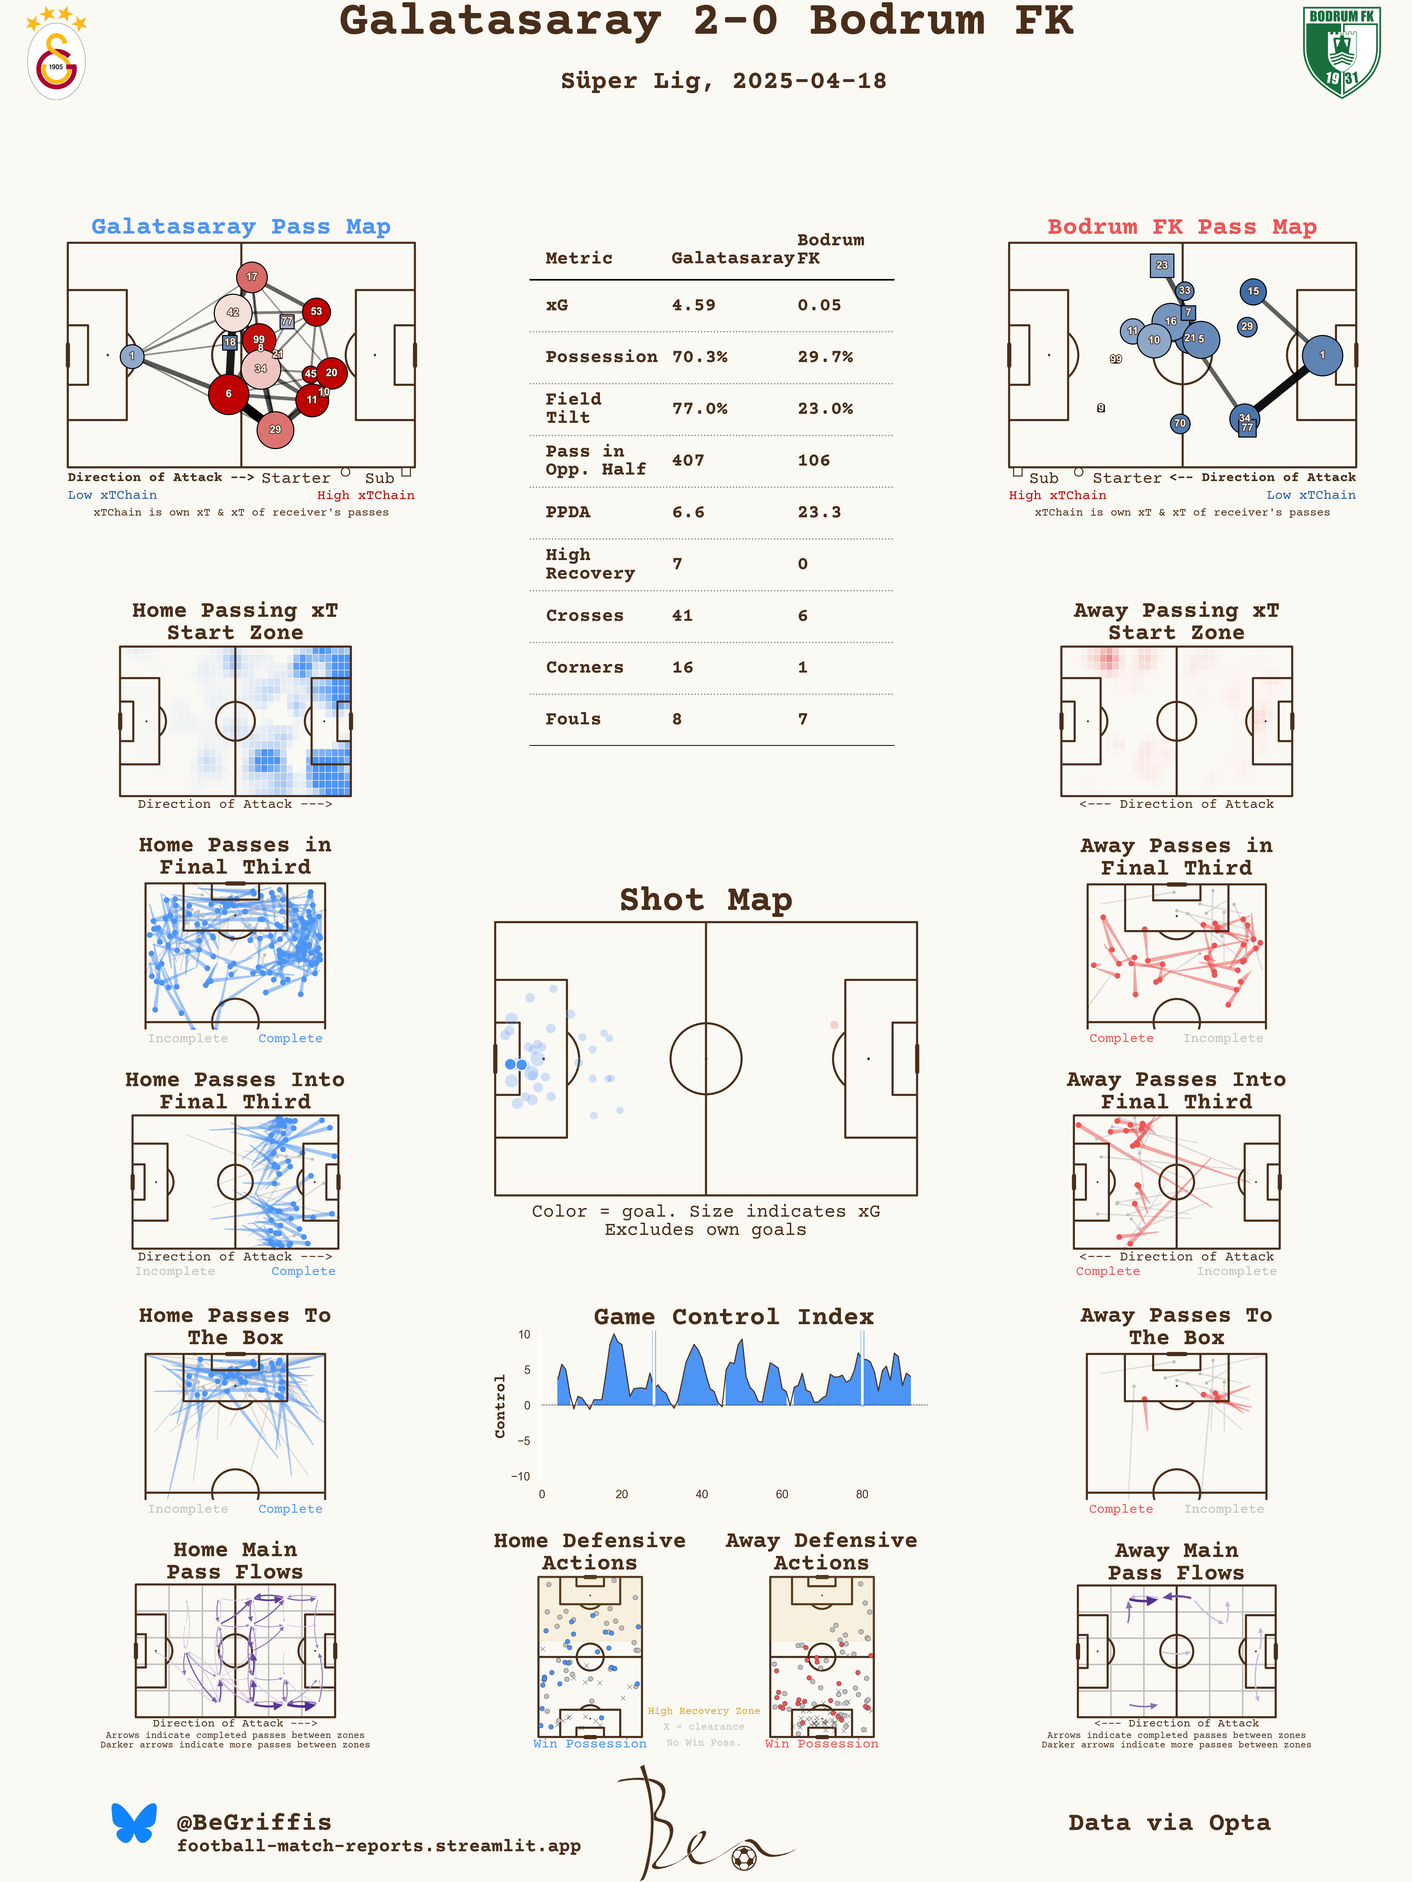 Galatasaray 2-0 Bodrum FK
Süper Lig, 2025-04-18
1905
BODRUM FK
19 31
Galatasaray Pass Map
17
42
53
77
18
99
8
21
1
34
45
20
6
10
11
29
Direction of Attack --> Starter Sub
Low xTChain High xTChain
xTChain is own xT & xT of receiver's passes
Bodrum FK Pass Map
23
33
15
7
16
11
29
10
21
5
99
1
9
34
70
77
Sub Starter <-- Direction of Attack
High xTChain Low xTChain
xTChain is own xT & xT of receiver's passes
Metric Galatasaray Bodrum FK
xG 4.59 0.05
Possession 70.3% 29.7%
Field Tilt 77.0% 23.0%
Pass in Opp. Half 407 106
PPDA 6.6 23.3
High Recovery 7 0
Crosses 41 6
Corners 16 1
Fouls 8 7
Home Passing xT
Start Zone
Direction of Attack --->
Away Passing xT
Start Zone
<--- Direction of Attack
Home Passes in
Final Third
Incomplete Complete
Away Passes in
Final Third
Complete Incomplete
Shot Map
Color = goal. Size indicates xG
Excludes own goals
Home Passes Into
Final Third
Direction of Attack --->
Incomplete Complete
Away Passes Into
Final Third
<--- Direction of Attack
Complete Incomplete
Home Passes To
The Box
Incomplete Complete
Game Control Index
Control
10
5
0
−5
−10
0 20 40 60 80
Away Passes To
The Box
Complete Incomplete
Home Main
Pass Flows
Direction of Attack --->
Arrows indicate completed passes between zones
Darker arrows indicate more passes between zones
Home Defensive
Actions
Win Possession
High Recovery Zone
X = clearance
No Win Poss.
Away Defensive
Actions
Win Possession
Away Main
Pass Flows
<--- Direction of Attack
Arrows indicate completed passes between zones
Darker arrows indicate more passes between zones
@BeGriffis
football-match-reports.streamlit.app
Ben
Data via Opta